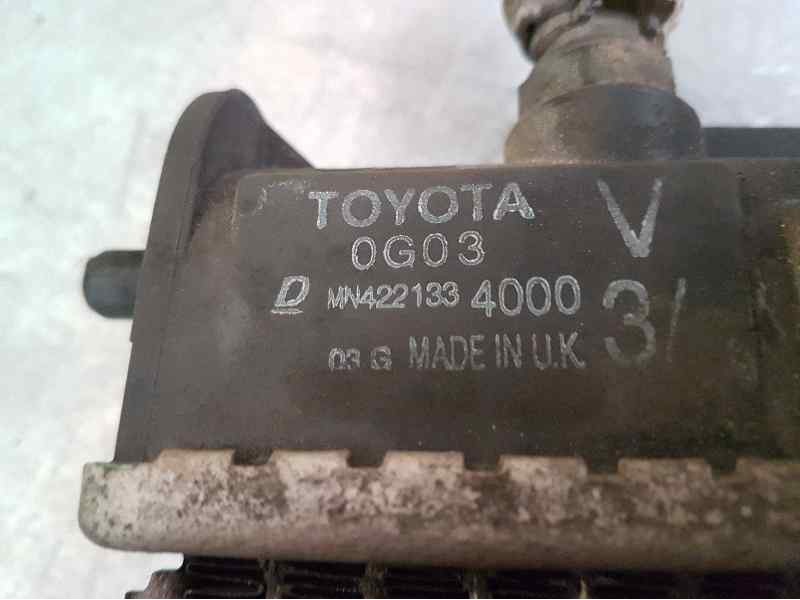 TOYOTA V
0G03
D MN422133 4000 3/
03 G MADE IN U.K.